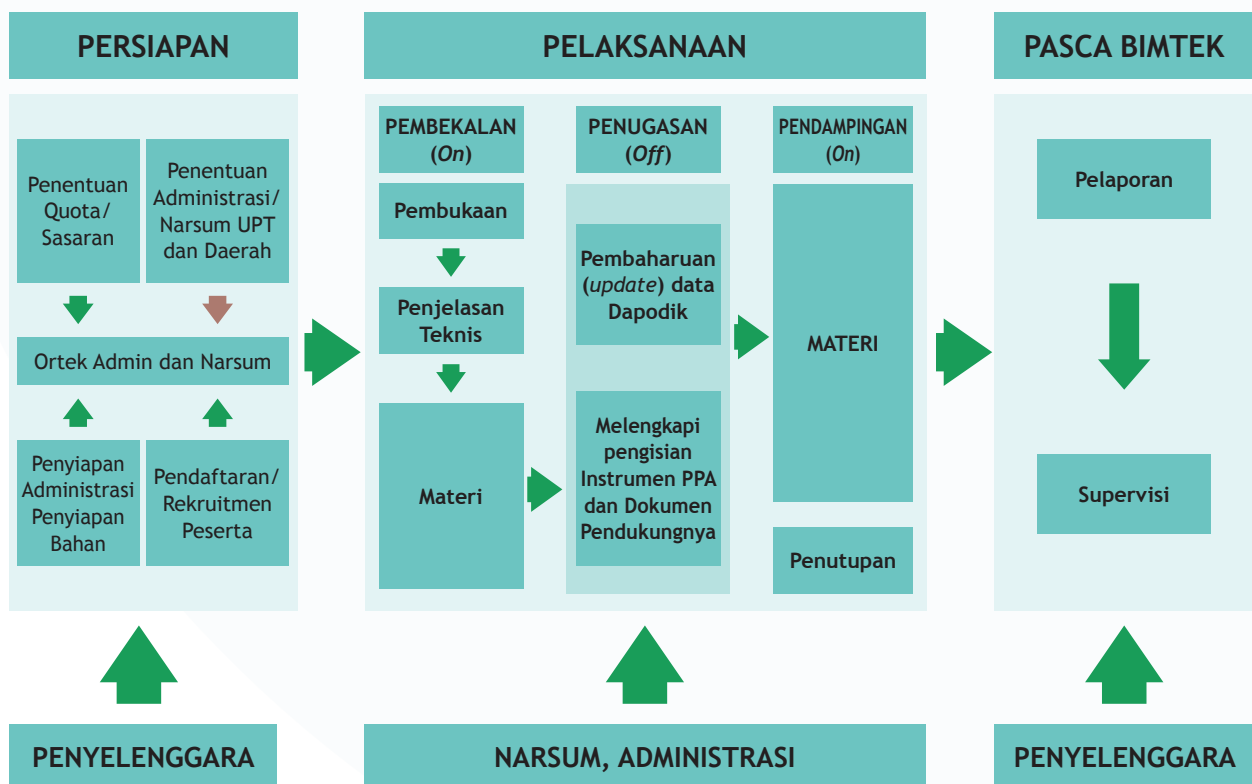 PERSIAPAN
PELAKSANAAN
PASCA BIMTEK
Penentuan
Quota/
Sasaran
Penentuan
Administrasi/
Narsum UPT
dan Daerah
Ortek Admin dan Narsum
Penyiapan
Administrasi
Penyiapan
Bahan
Pendaftaran/
Rekruitmen
Peserta
PEMBEKALAN
(On)
Pembukaan
Penjelasan
Teknis
Materi
PENUGASAN
(Off)
Pembaharuan
(update) data
Dapodik
Melengkapi
pengisian
Instrumen PPA
dan Dokumen
Pendukungnya
PENDAMPINGAN
(On)
MATERI
Penutupan
Pelaporan
Supervisi
PENYELENGGARA
NARSUM, ADMINISTRASI
PENYELENGGARA